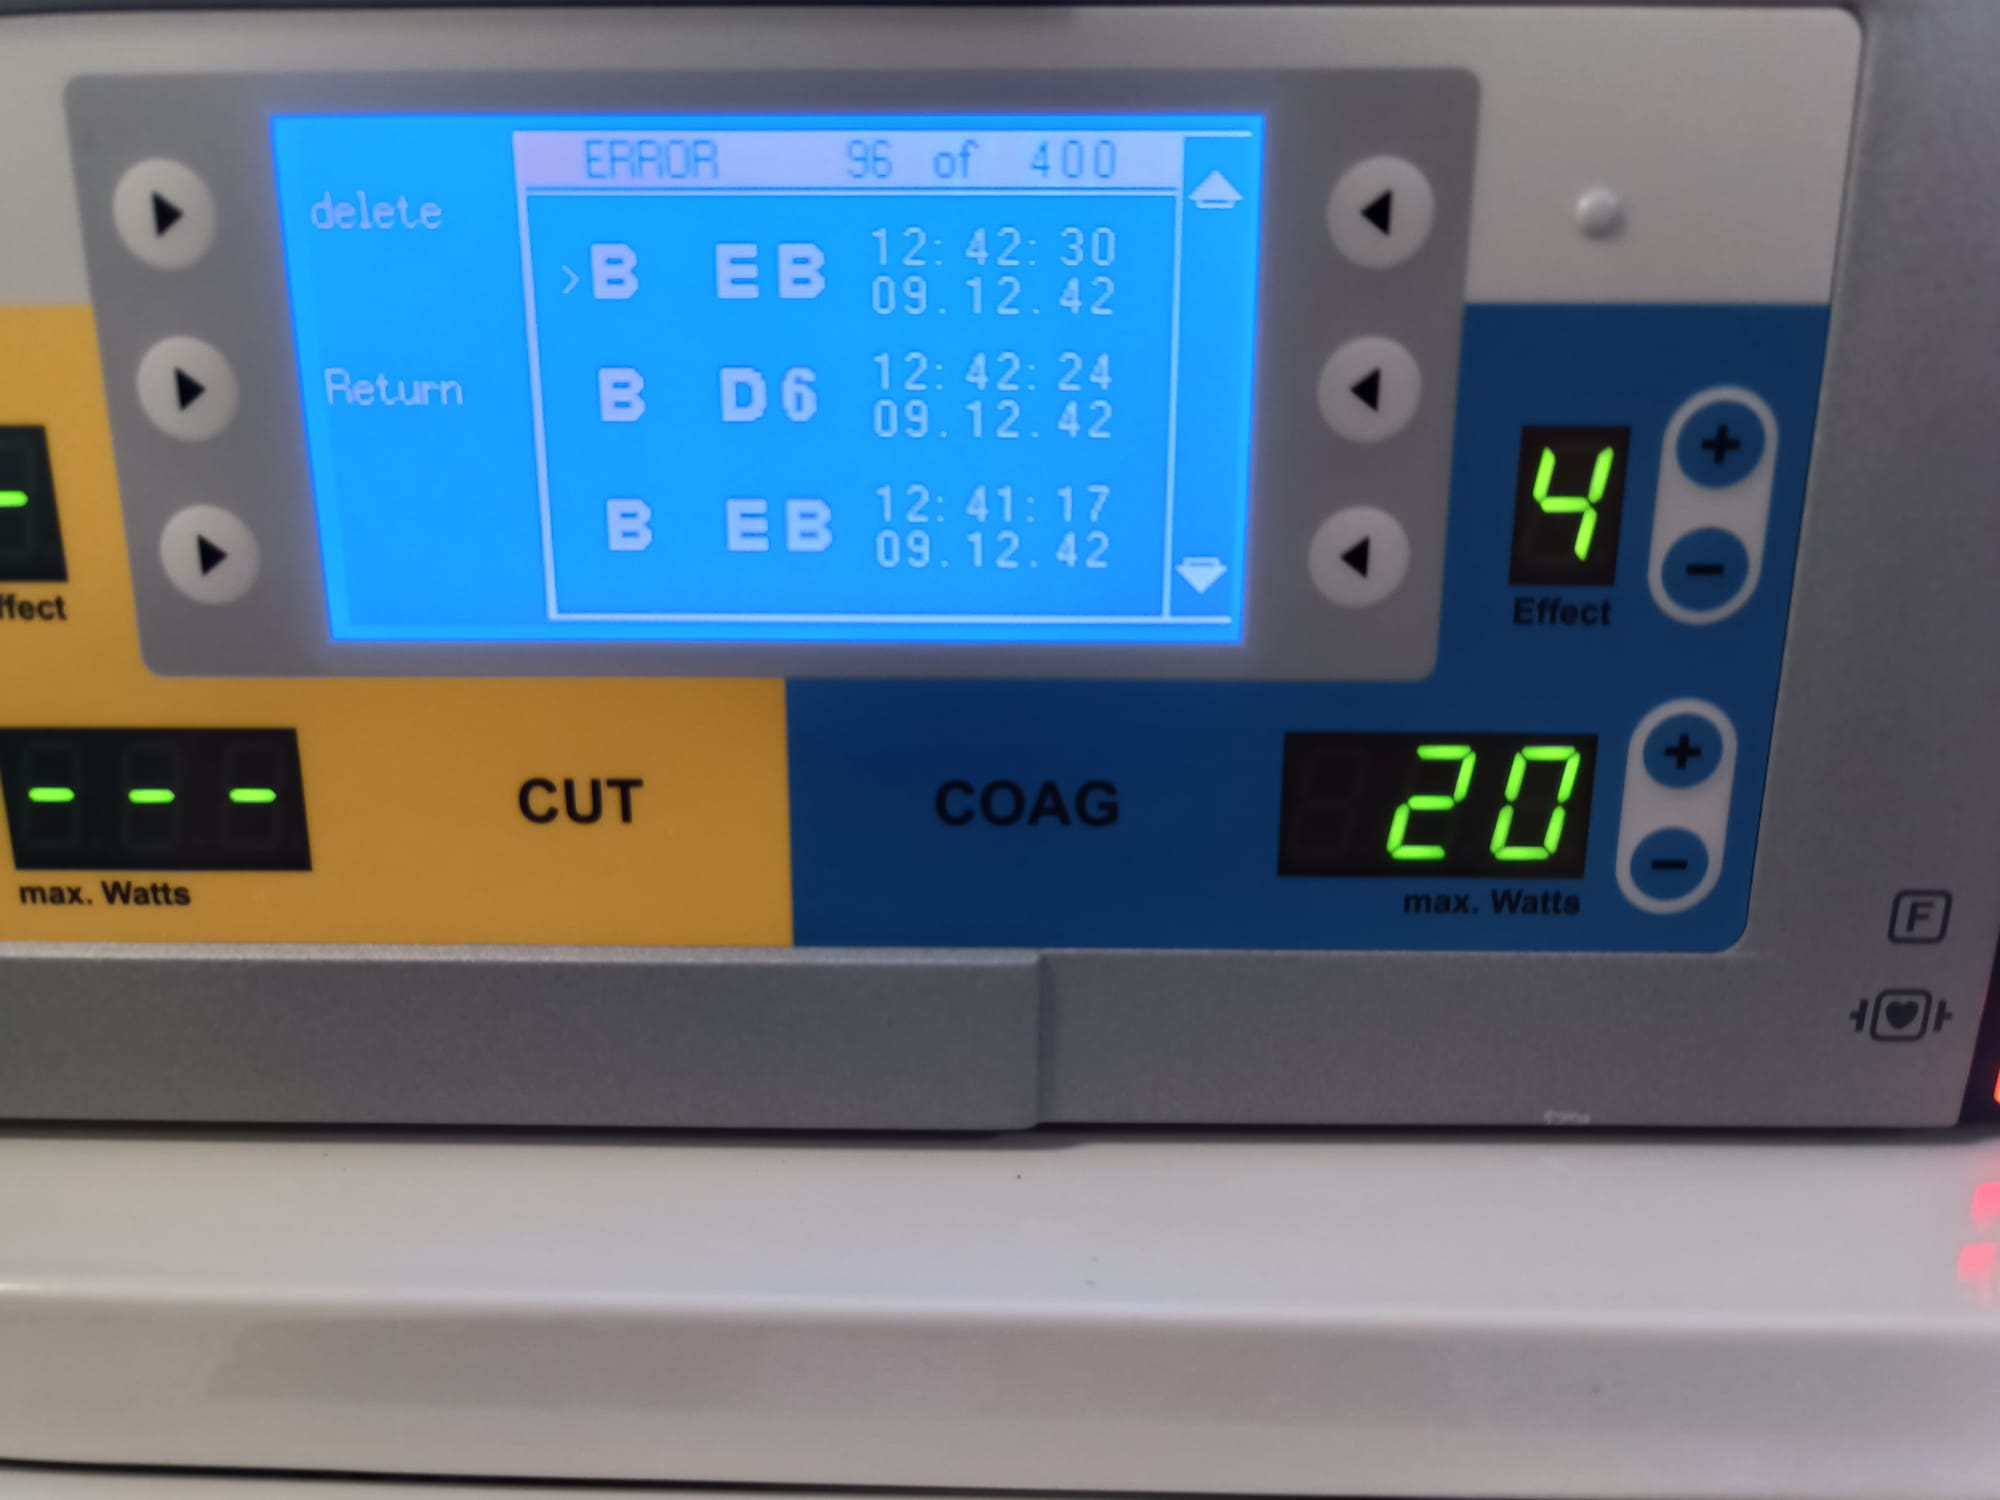 ERROR 96 of 400
delete
>B EB 12:42:30
09.12.42
Return
B D6 12:42:24
09.12.42
B EB 12:41:17
09.12.42
4
Effect
- - -
CUT
COAG
20
max. Watts
max. Watts
F